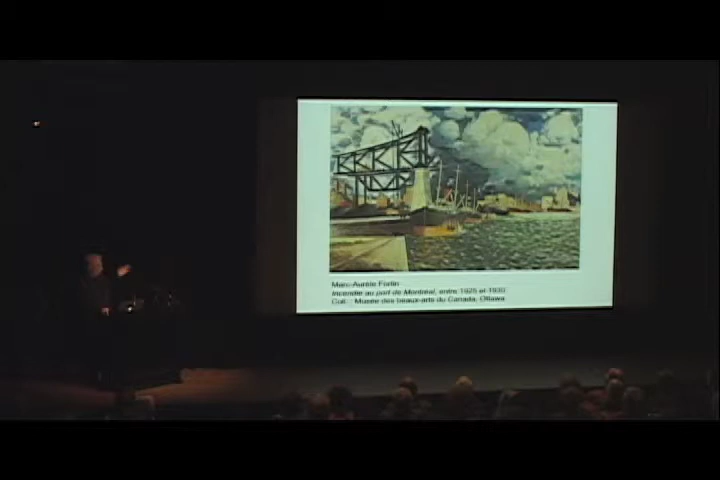 Marc-Aurèle Fortin
Incendie au port de Montréal, entre 1925 et 1930
Coll. : Musée des beaux-arts du Canada, Ottawa